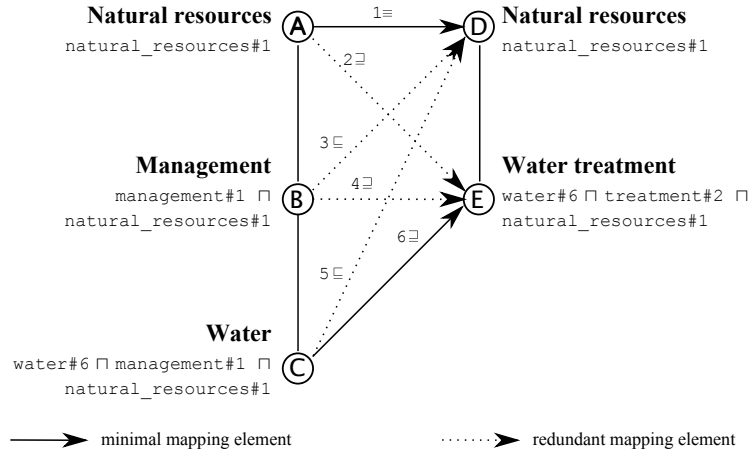 Natural resources
natural_resources#1
A
1≡
D
Natural resources
natural_resources#1
2⊒
3⊑
Management
management#1 ⊓
natural_resources#1
B
4⊒
E
Water treatment
water#6 ⊓ treatment#2 ⊓
natural_resources#1
6⊒
5⊑
Water
water#6 ⊓ management#1 ⊓
natural_resources#1
C
minimal mapping element
redundant mapping element